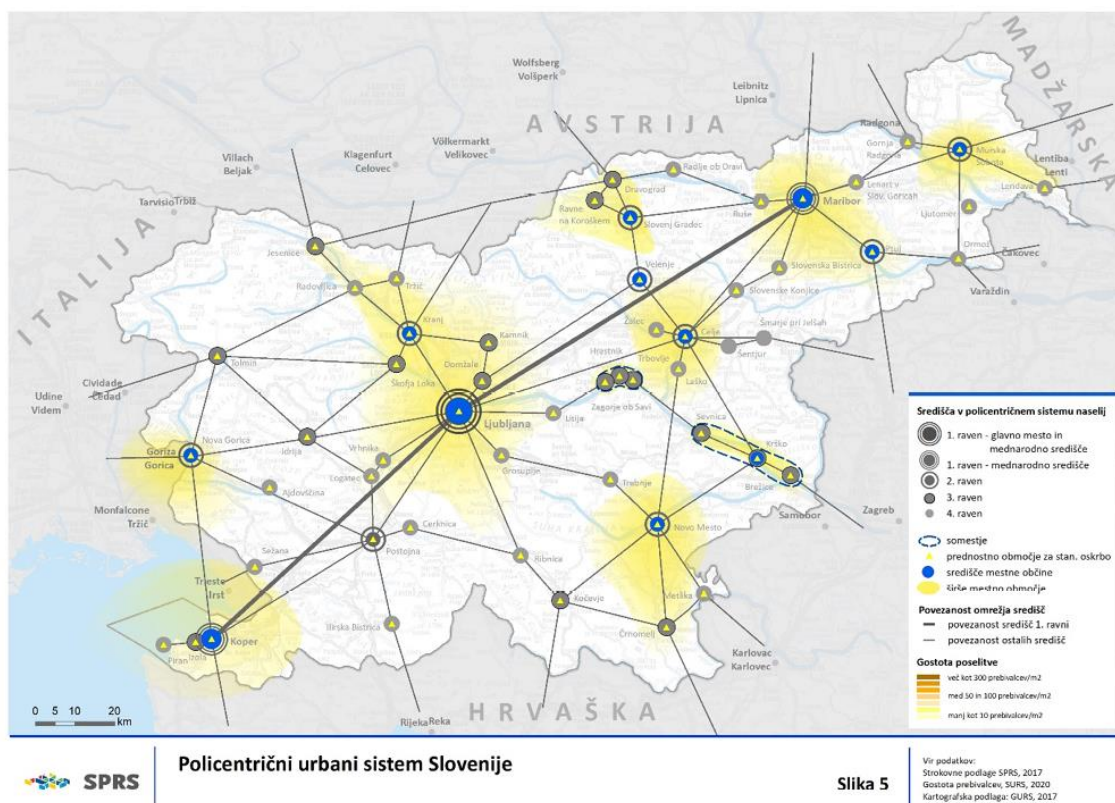 MADŽARSKA
Wolfsberg
Volšperk
Leibnitz
Lipnica
AVSTRIJA
Radgona
Gornja
Radgona
Murska
Sobota
Lentiba
Lenti
Lendava
Völkermarkt
Velikovec
Villach
Beljak
Klagenfurt
Celovec
Radlje ob Dravi
Dravograd
Ravne
na Koroškem
Slovenj Gradec
Ruše
Maribor
Lenart v
Slov. Goricah
Ljutomer
Tarvisio
Trbiž
Jesenice
Radovljica
Tržič
Velenje
Slovenska Bistrica
Ptuj
Ormož
Čakovec
Varaždin
ITALIJA
Kranj
Kamnik
Slovenske Konjice
Žalec
Celje
Šmarje pri Jelšah
Šentjur
Tolmin
Škofja Loka
Domžale
Hrastnik
Trbovlje
Laško
Cividade
Čedad
Udine
Videm
Ljubljana
Zagorje ob Savi
Litija
Sevnica
Krško
Brežice
Goriza
Gorica
Nova Gorica
Idrija
Vrhnika
Logatec
Grosuplje
Trebnje
Ajdovščina
Monfalcone
Tržič
Samobor
Zagreb
Novo Mesto
Cerknica
Postojna
Ribnica
Sežana
Trieste
Trst
Kočevje
Metlika
Črnomelj
Ilirska Bistrica
Koper
Izola
Piran
Karlovac
Karlovec
Rijeka
Reka
HRVAŠKA
0 5 10 20
km
Središča v policentričnem sistemu naselij
1. raven - glavno mesto in
mednarodno središče
1. raven - mednarodno središče
2. raven
3. raven
4. raven
somestje
prednostno območje za stan. oskrbo
središče mestne občine
širše mestno območje
Povezanost omrežja središč
povezanost središč 1. ravni
povezanost ostalih središč
Gostota poselitve
več kot 300 prebivalcev/m2
med 50 in 100 prebivalcev/m2
manj kot 10 prebivalcev/m2
SPRS
Policentrični urbani sistem Slovenije
Slika 5
Vir podatkov:
Strokovne podlage SPRS, 2017
Gostota prebivalcev, SURS, 2020
Kartografska podlaga: GURS, 2017